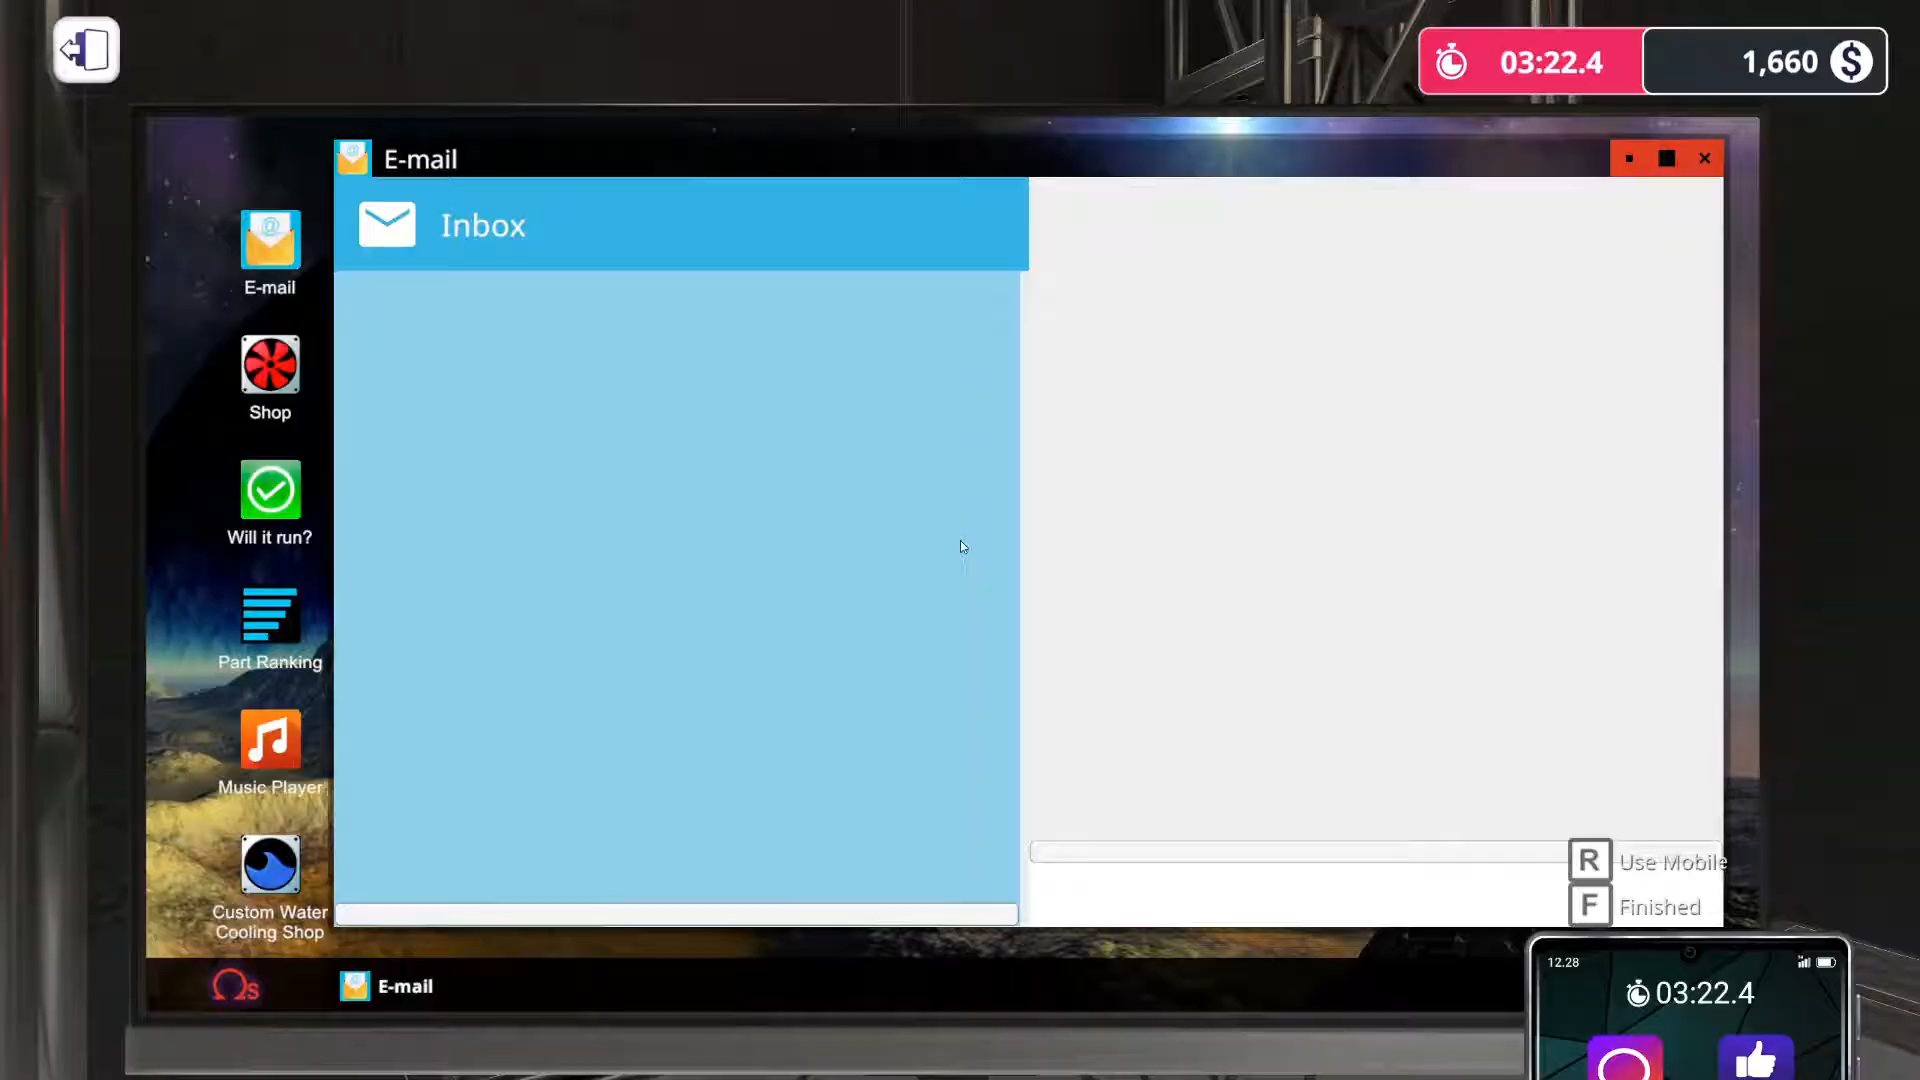 03:22.4
1,660
E-mail
Inbox
E-mail
Shop
Will it run?
Part Ranking
Music Player
Custom Water
Cooling Shop
R Use Mobile
F Finished
Ωs
E-mail
12.28
03:22.4